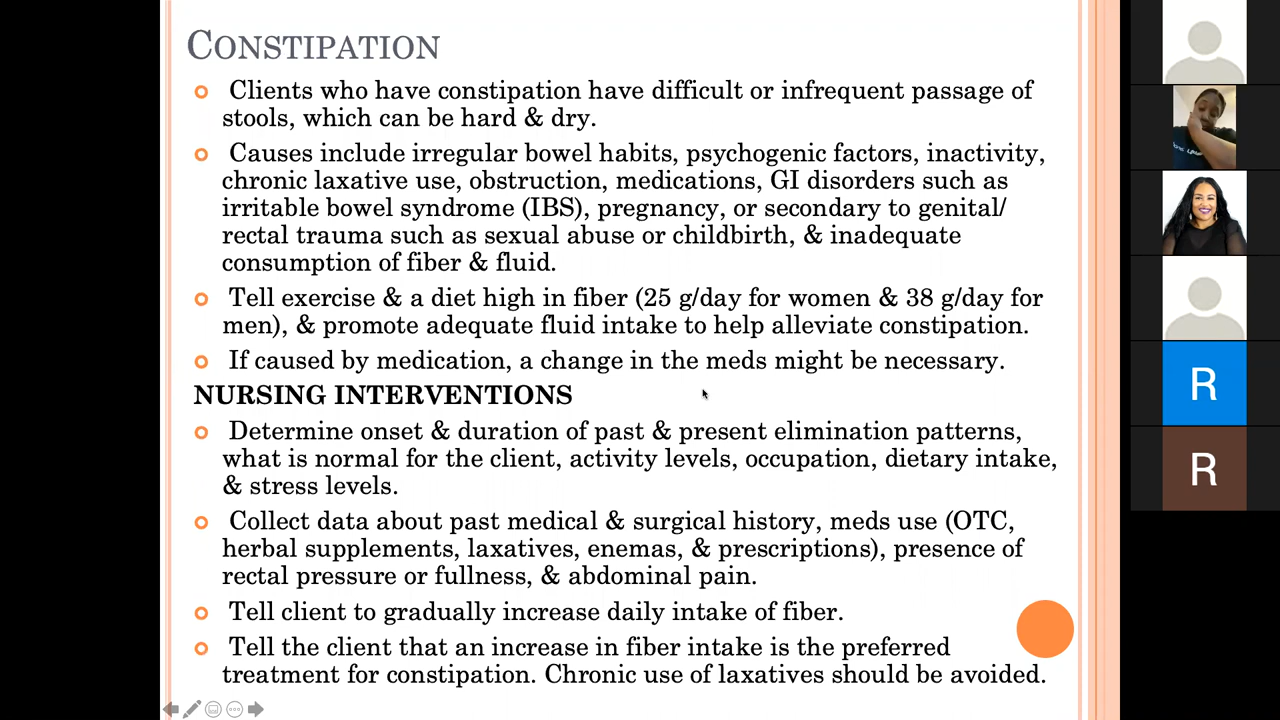 CONSTIPATION
Clients who have constipation have difficult or infrequent passage of
stools, which can be hard & dry.
Causes include irregular bowel habits, psychogenic factors, inactivity,
chronic laxative use, obstruction, medications, GI disorders such as
irritable bowel syndrome (IBS), pregnancy, or secondary to genital/
rectal trauma such as sexual abuse or childbirth, & inadequate
consumption of fiber & fluid.
Tell exercise & a diet high in fiber (25 g/day for women & 38 g/day for
men), & promote adequate fluid intake to help alleviate constipation.
If caused by medication, a change in the meds might be necessary.
NURSING INTERVENTIONS
Determine onset & duration of past & present elimination patterns,
what is normal for the client, activity levels, occupation, dietary intake,
& stress levels.
Collect data about past medical & surgical history, meds use (OTC,
herbal supplements, laxatives, enemas, & prescriptions), presence of
rectal pressure or fullness, & abdominal pain.
Tell client to gradually increase daily intake of fiber.
Tell the client that an increase in fiber intake is the preferred
treatment for constipation. Chronic use of laxatives should be avoided.
R
R